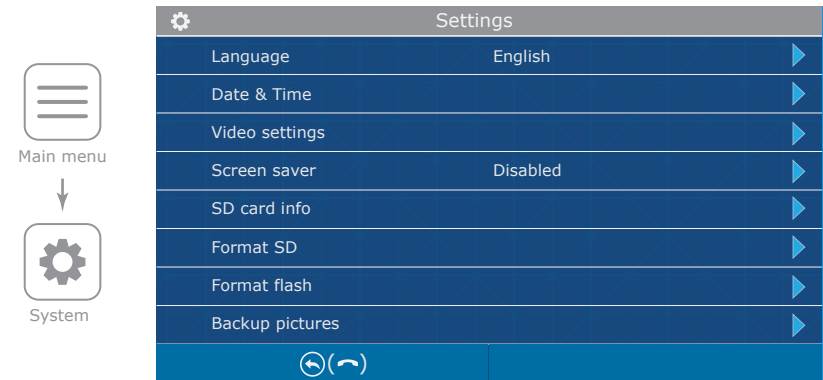 Main menu
System
Settings
Language English
Date & Time
Video settings
Screen saver Disabled
SD card info
Format SD
Format flash
Backup pictures
( )